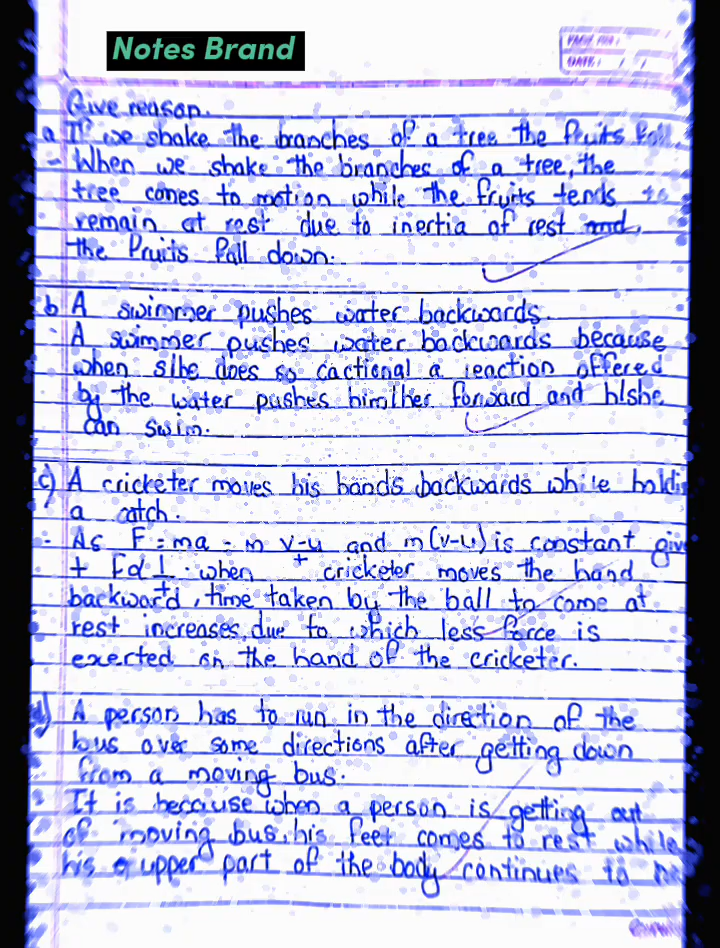 Notes Brand
PAGE NO:
DATE: / /
Give reason.
a If we shake the branches of a tree the fruits fall.
- When we shake the branches of a tree, the
tree comes to motion while the fruits tends to
remain at rest due to inertia of rest and
the fruits fall down.
b A swimmer pushes water backwards.
- A swimmer pushes water backwards because
when s/he does so a reaction offered
by the water pushes him/her forward and h/she
can swim.
c) A cricketer moves his hands backwards while holdi
a catch.
- As F = ma = m v-u and m(v-u) is constant give
t F∝ 1 . when t cricketer moves the hand
t
backward, time taken by the ball to come at
rest increases, due to which less force is
exerted on the hand of the cricketer.
d) A person has to run in the direction of the
bus over some directions after getting down
from a moving bus.
It is because when a person is getting out
of moving bus, his feet comes to rest while
his upper part of the body continues to